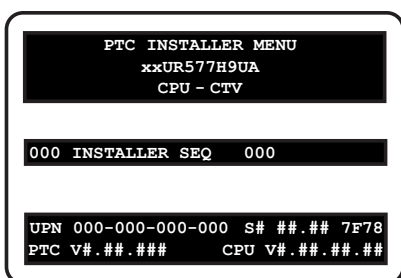 PTC INSTALLER MENU
xxUR577H9UA
CPU - CTV
000 INSTALLER SEQ 000
UPN 000-000-000-000 S# ##.## 7F78
PTC V#.##.### CPU V#.##.##.##